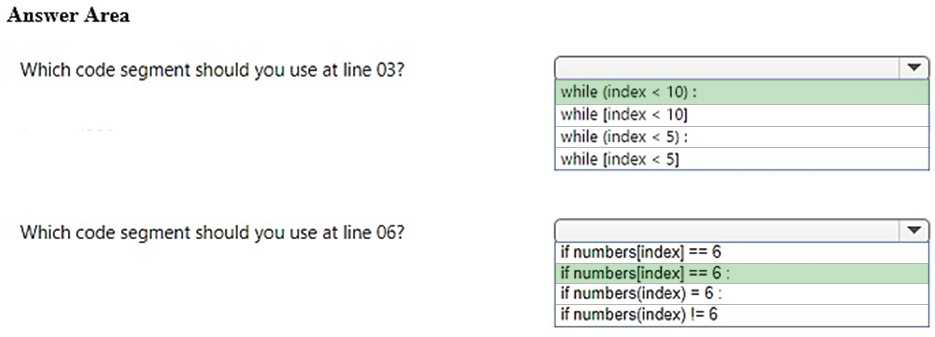 Answer Area
Which code segment should you use at line 03?
while (index < 10) :
while [index < 10]
while (index < 5) :
while [index < 5]
Which code segment should you use at line 06?
if numbers[index] == 6
if numbers[index] == 6 :
if numbers(index) = 6 :
if numbers(index) != 6